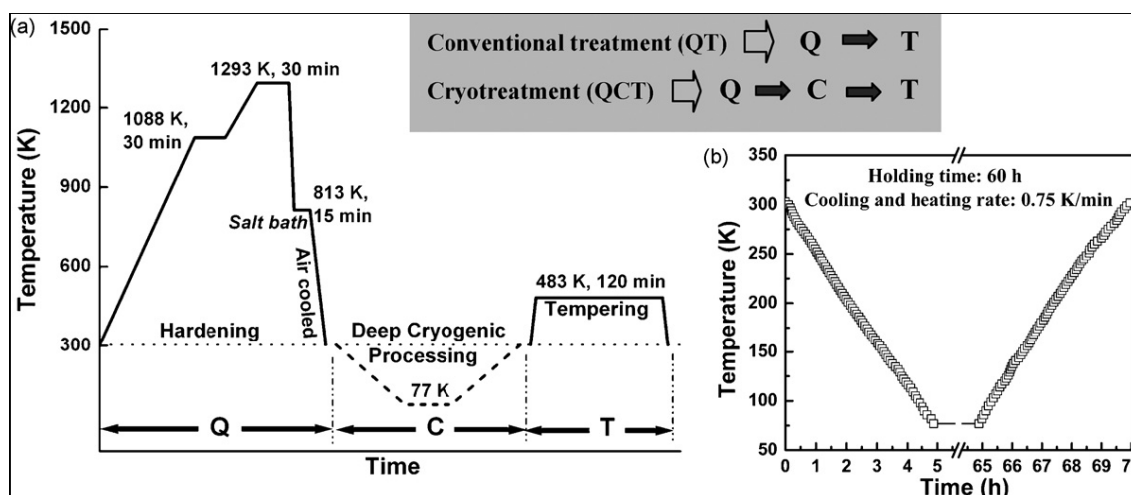 (a)
1500
1200
900
600
300
Temperature (K)
1293 K, 30 min
1088 K,
30 min
813 K,
15 min
Salt bath
Air cooled
Hardening
Deep Cryogenic
Processing
77 K
483 K, 120 min
Tempering
Q
C
T
Time
Conventional treatment (QT) Q T
Cryotreatment (QCT) Q C T
(b)
350
300
250
200
150
100
50
Temperature (K)
Holding time: 60 h
Cooling and heating rate: 0.75 K/min
0 1 2 3 4 5 65 66 67 68 69
Time (h)